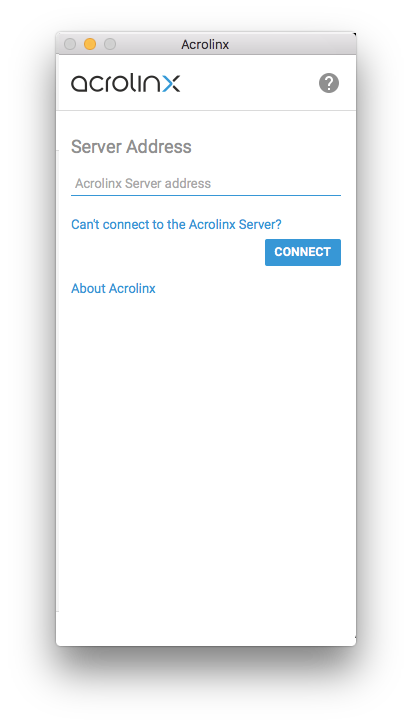 Acrolinx
acrolinx
?
Server Address
Acrolinx Server address
Can't connect to the Acrolinx Server?
CONNECT
About Acrolinx